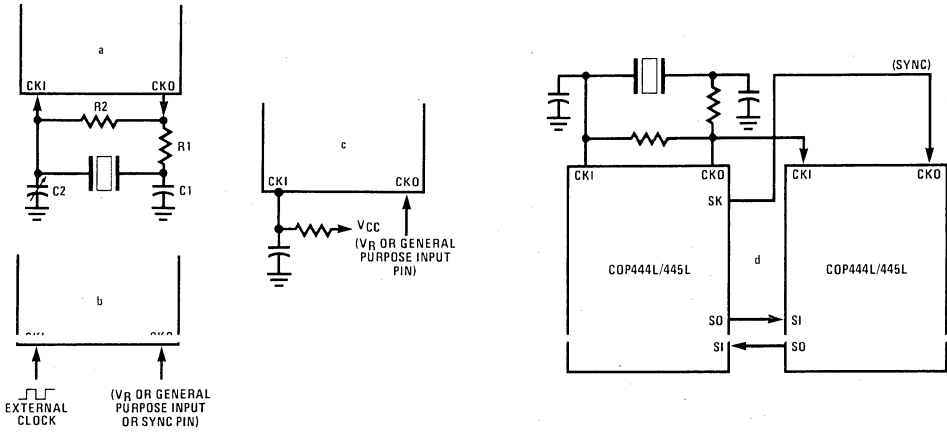 a
CKI CKO
R2
R1
C2 C1
b
EXTERNAL
CLOCK
(VR OR GENERAL
PURPOSE INPUT
OR SYNC PIN)
c
CKI CKO
VCC
(VR OR GENERAL
PURPOSE INPUT
PIN)
(SYNC)
CKI CKO
SK
COP444L/445L
SO
SI
d
CKI CKO
COP444L/445L
SI
SO